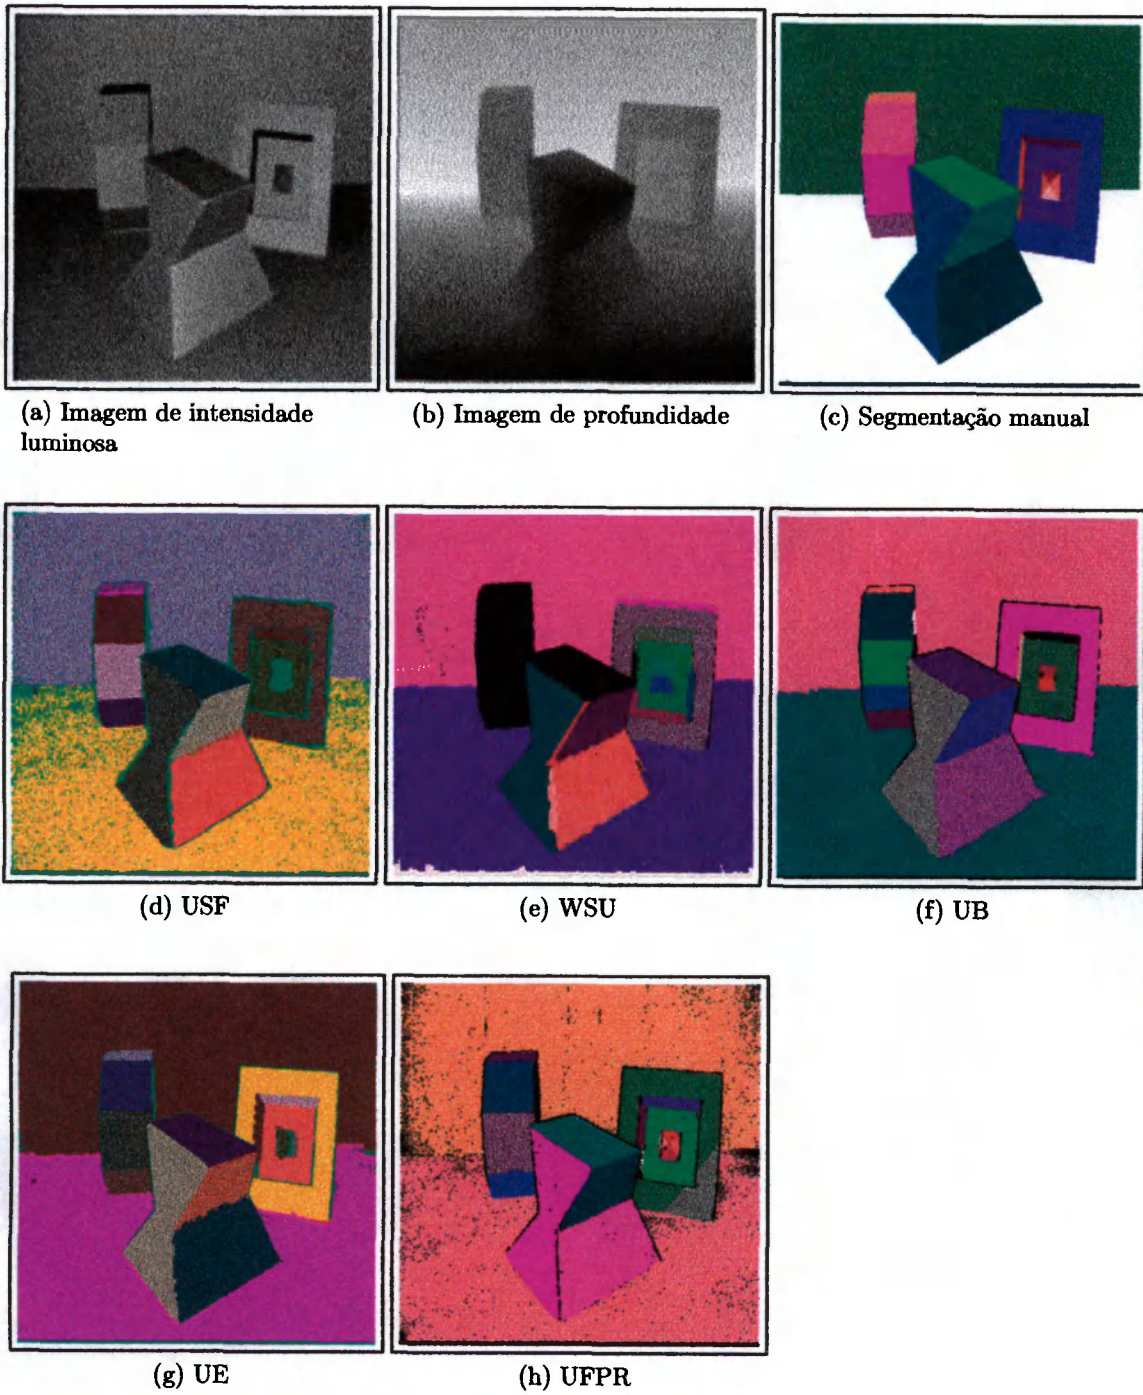 (a) Imagem de intensidade
luminosa
(b) Imagem de profundidade
(c) Segmentação manual
(d) USF
(e) WSU
(f) UB
(g) UE
(h) UFPR